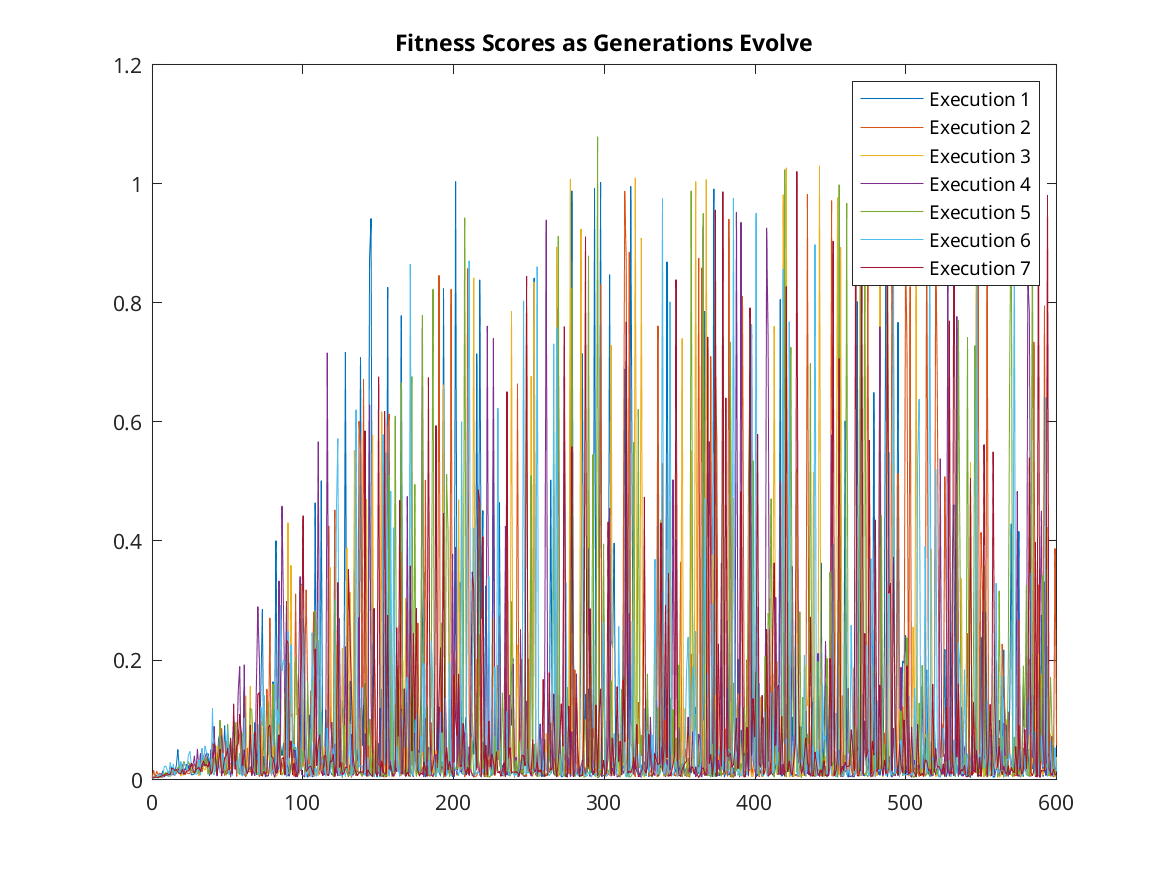 Fitness Scores as Generations Evolve
1.2
1
0.8
0.6
0.4
0.2
0
0
100
200
300
400
500
600
Execution 1
Execution 2
Execution 3
Execution 4
Execution 5
Execution 6
Execution 7